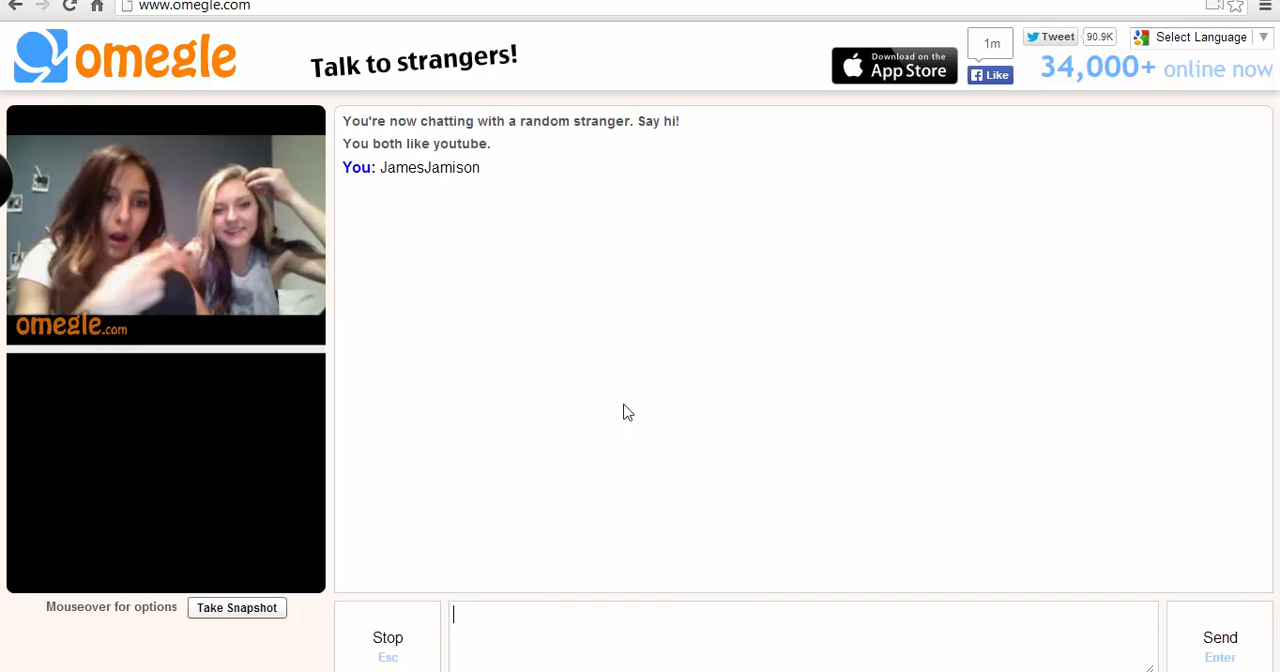 www.omegle.com
omegle
Talk to strangers!
Download on the
App Store
1m
Like
Tweet
90.9K
Select Language
34,000+ online now
You're now chatting with a random stranger. Say hi!
You both like youtube.
You: JamesJamison
omegle.com
Mouseover for options
Take Snapshot
Stop
Esc
Send
Enter